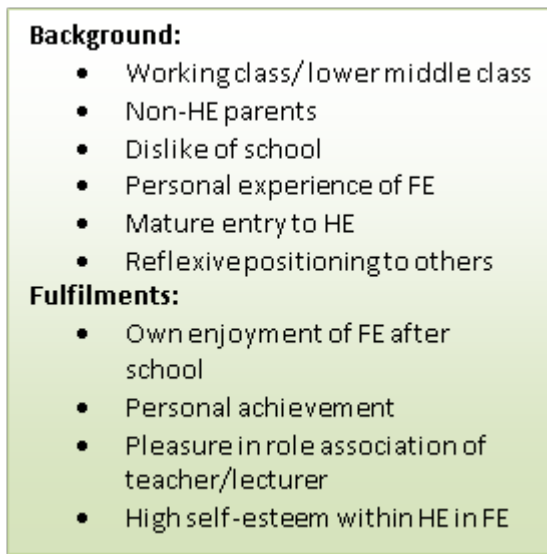 Background:
• Working class/ lower middle class
• Non-HE parents
• Dislike of school
• Personal experience of FE
• Mature entry to HE
• Reflexive positioning to others
Fulfilments:
• Own enjoyment of FE after
school
• Personal achievement
• Pleasure in role association of
teacher/lecturer
• High self-esteem within HE in FE